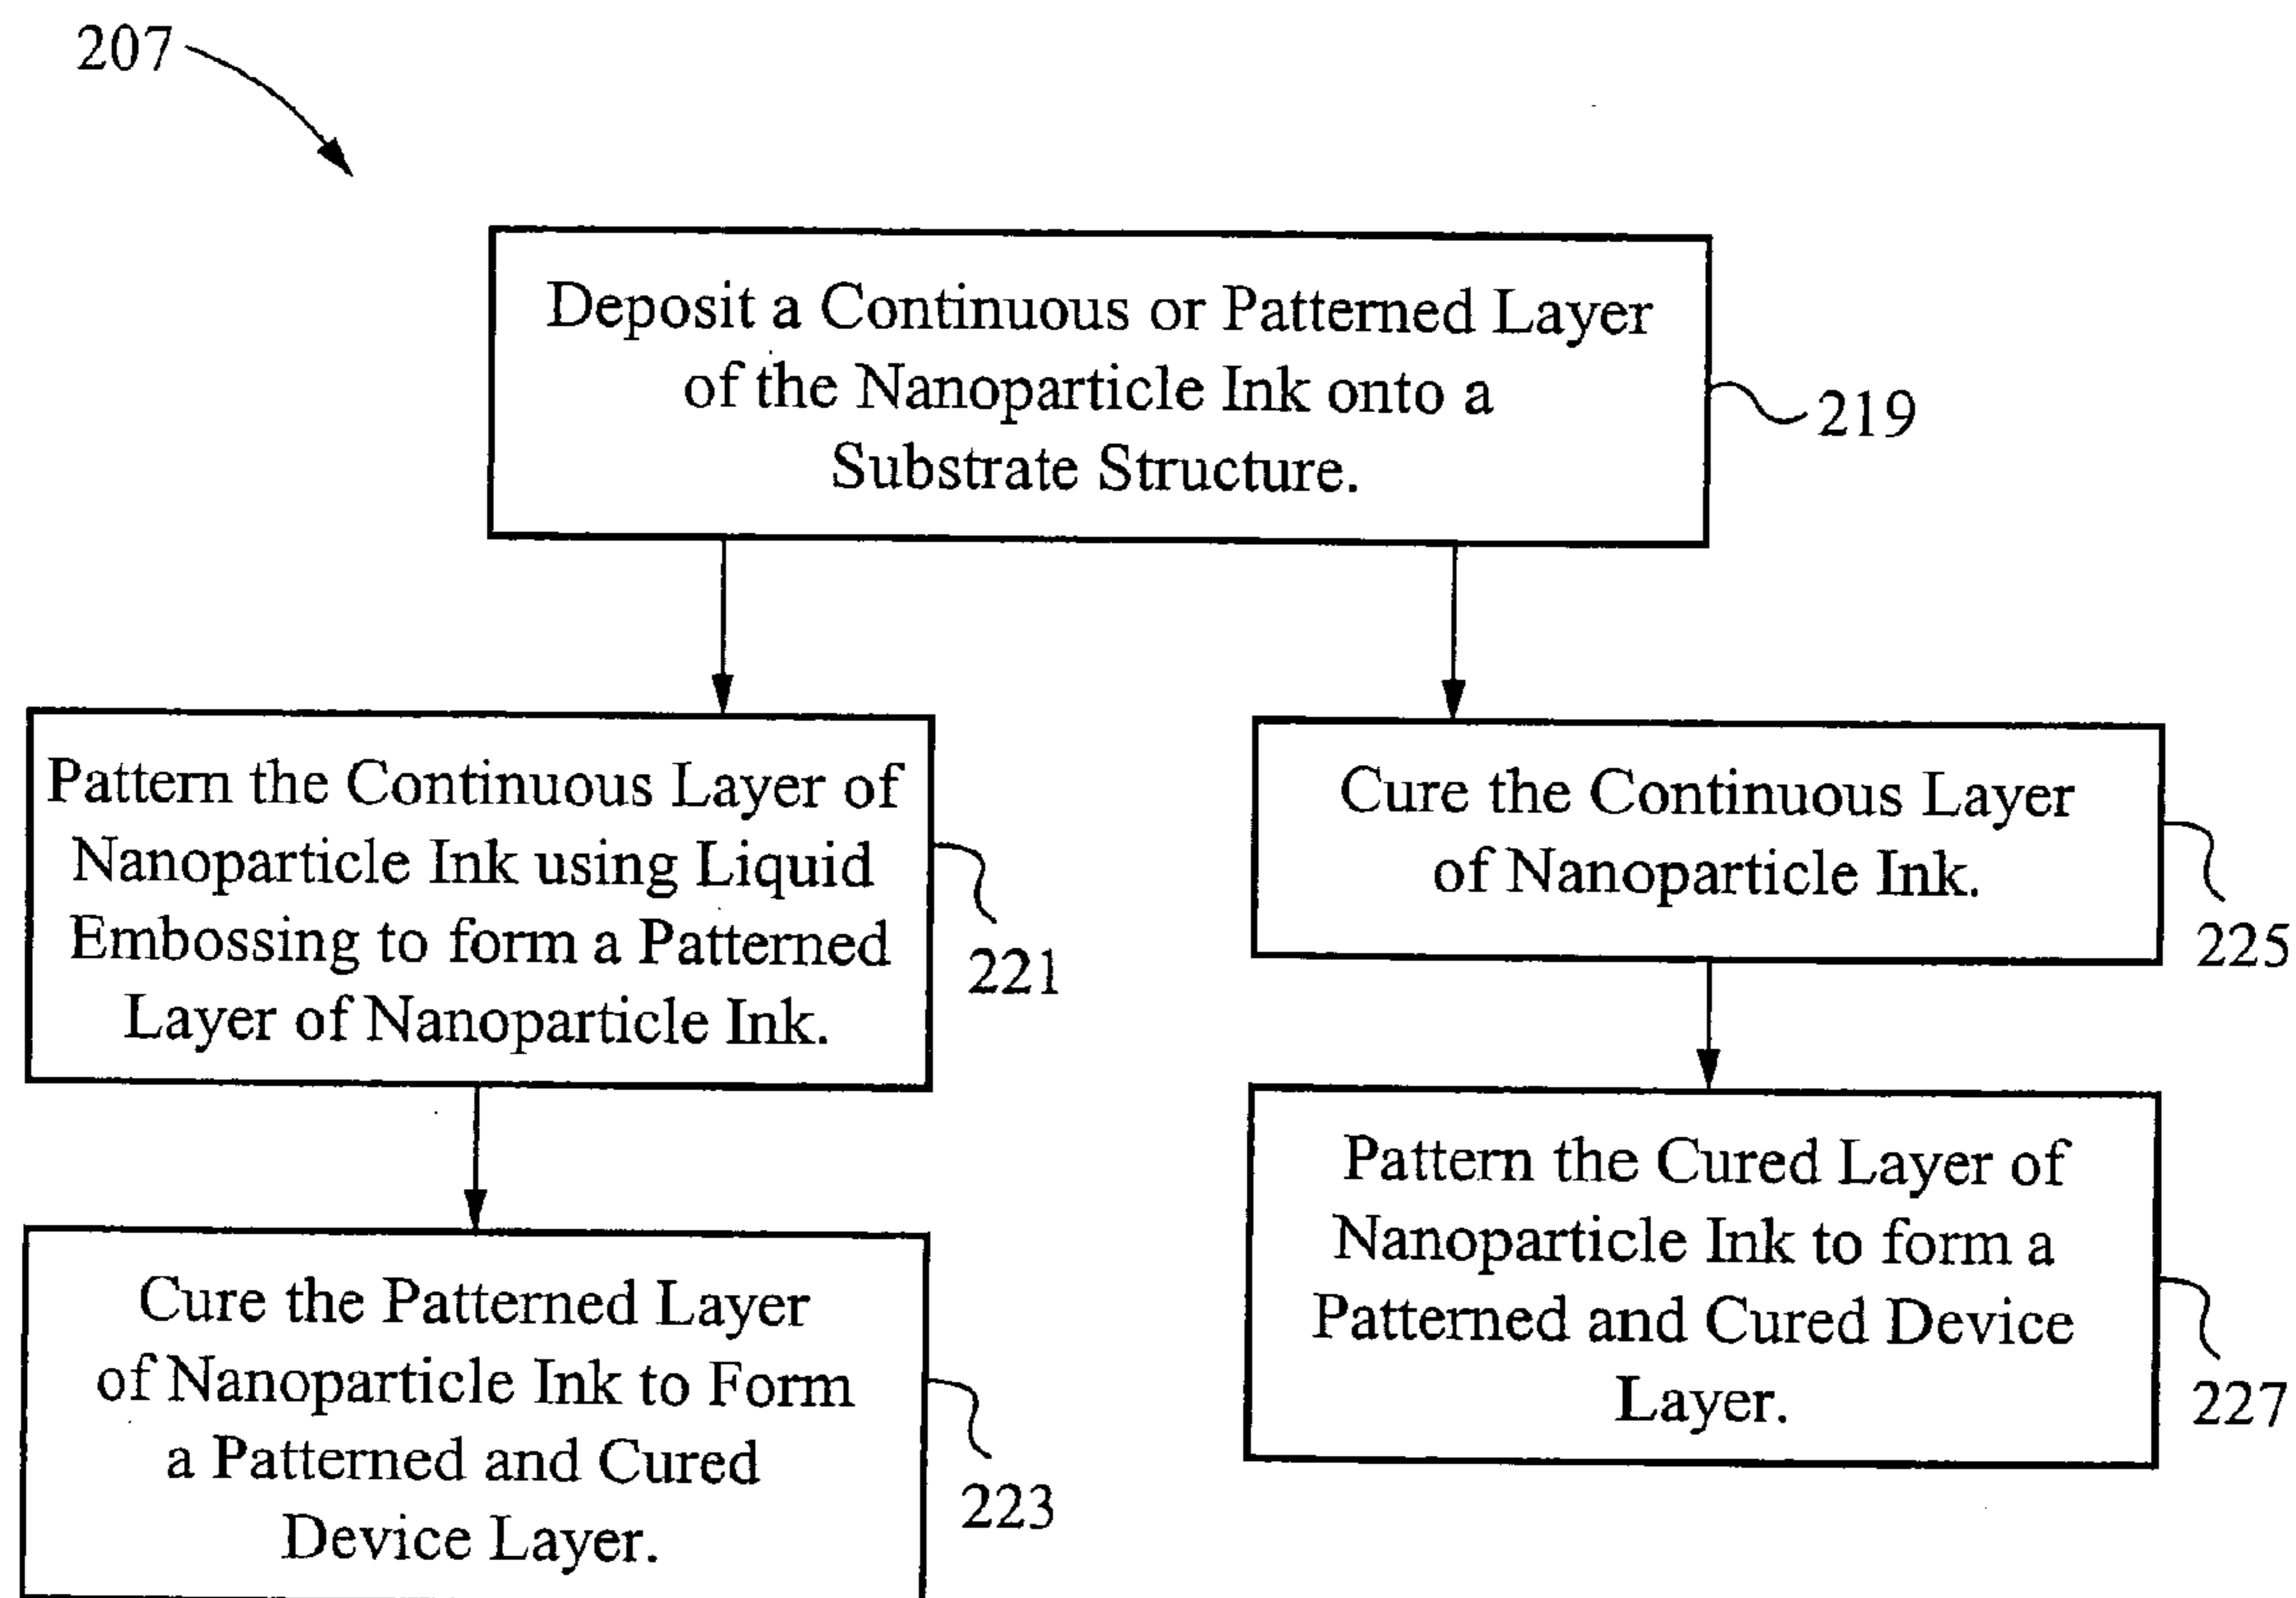 207
Deposit a Continuous or Patterned Layer
of the Nanoparticle Ink onto a
Substrate Structure.
219
Pattern the Continuous Layer of
Nanoparticle Ink using Liquid
Embossing to form a Patterned
Layer of Nanoparticle Ink.
221
Cure the Continuous Layer
of Nanoparticle Ink.
225
Cure the Patterned Layer
of Nanoparticle Ink to Form
a Patterned and Cured
Device Layer.
223
Pattern the Cured Layer of
Nanoparticle Ink to form a
Patterned and Cured Device
Layer.
227